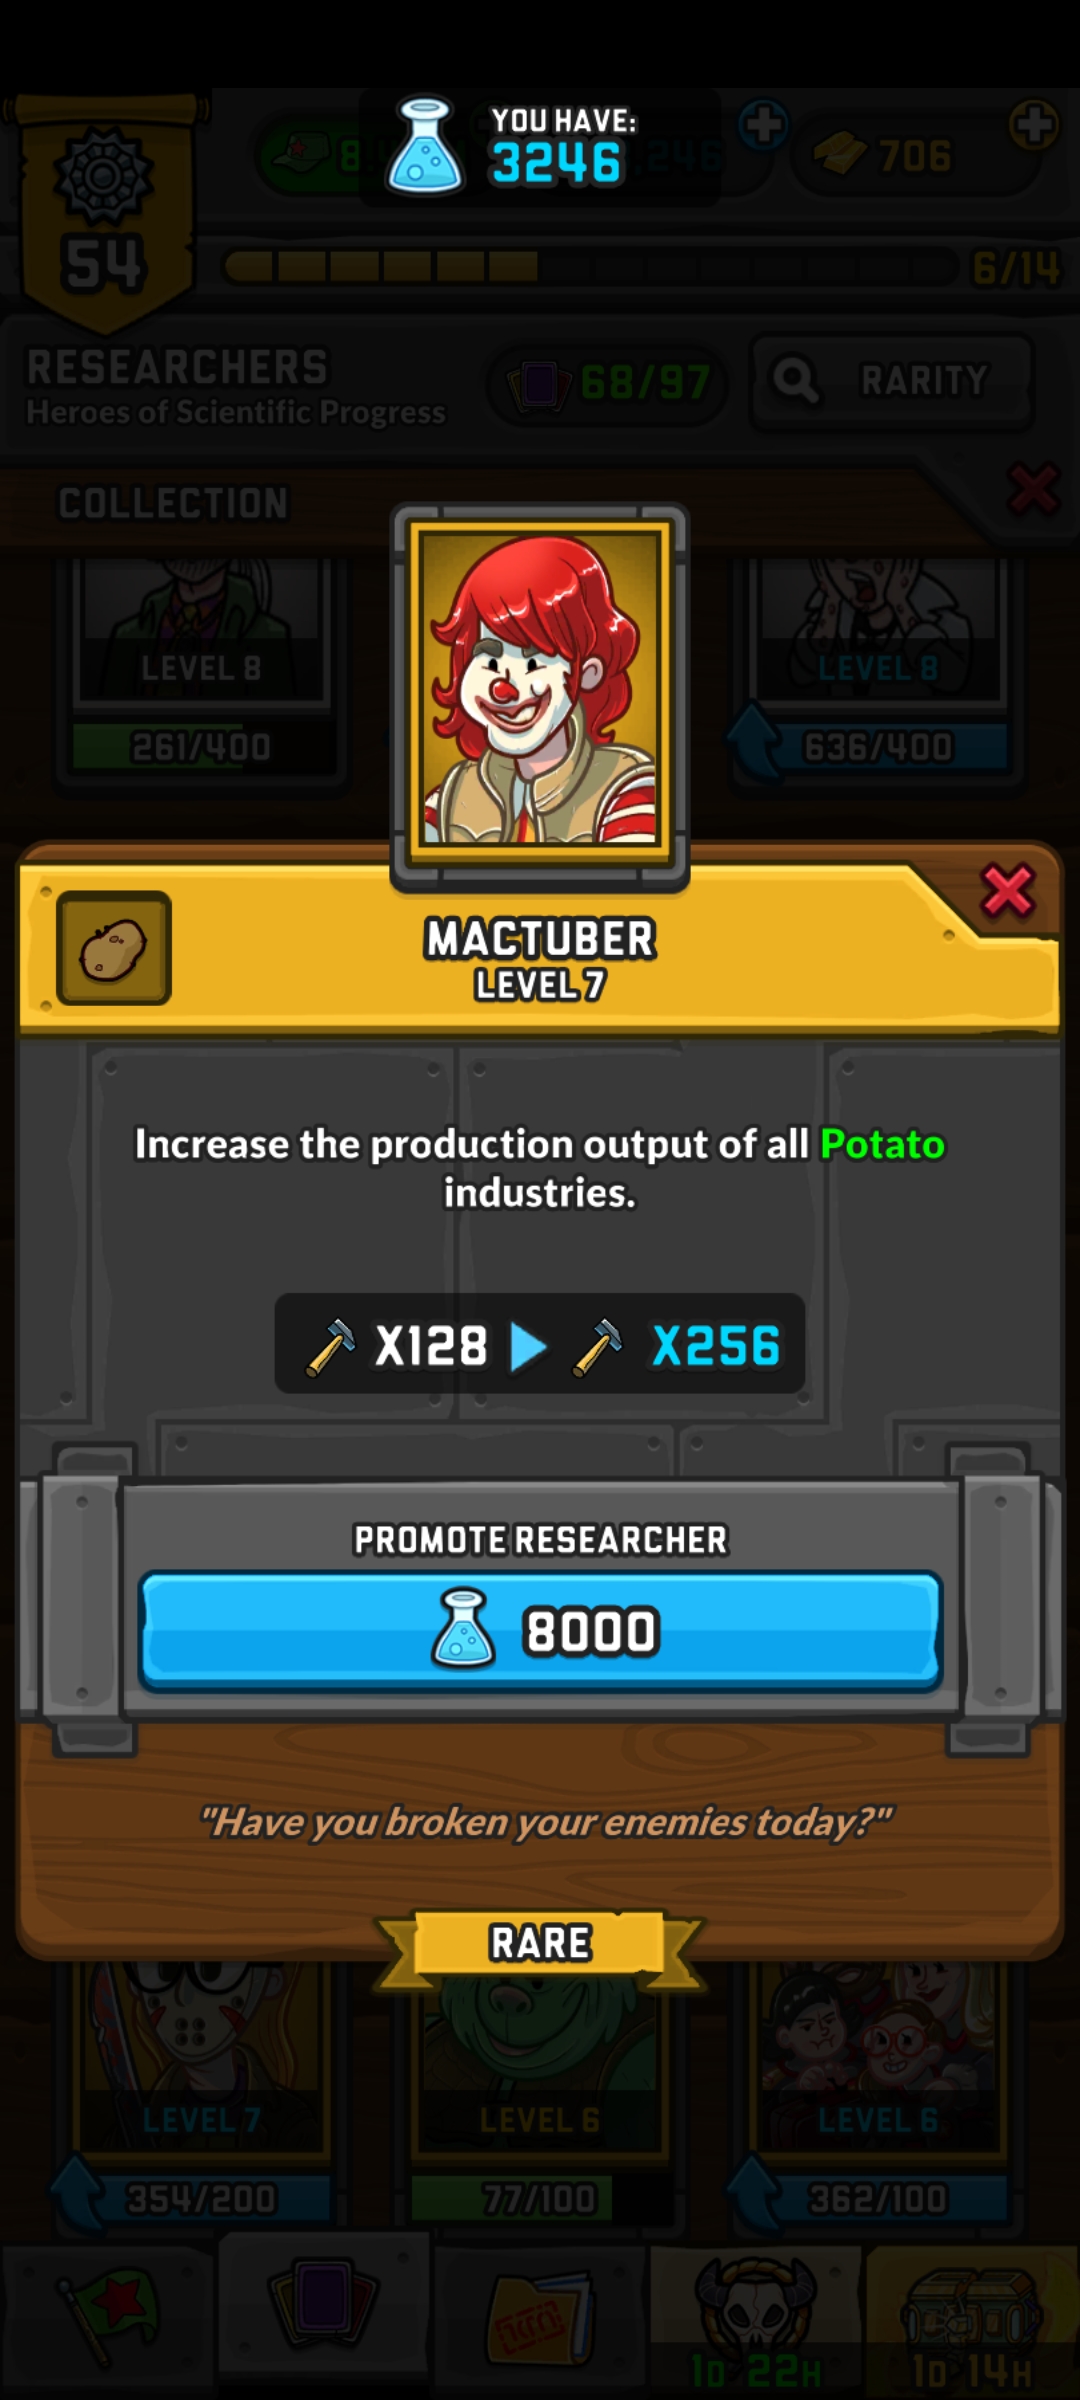 YOU HAVE:
3246
706
54
6/14
RESEARCHERS
Heroes of Scientific Progress
68/97
RARITY
COLLECTION
LEVEL 8
LEVEL 8
261/400
636/400
MACTUBER
LEVEL 7
Increase the production output of all Potato
industries.
X128
X256
PROMOTE RESEARCHER
8000
"Have you broken your enemies today?"
RARE
LEVEL 7
LEVEL 6
LEVEL 6
354/200
77/100
362/100
1D 22H
1D 14H